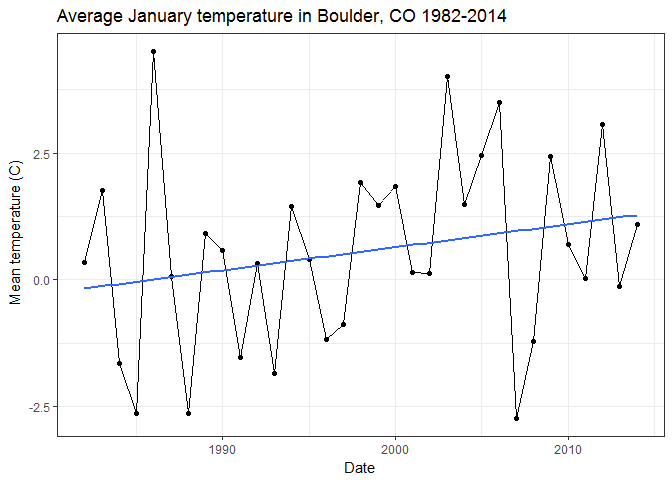 Average January temperature in Boulder, CO 1982-2014
Mean temperature (C)
2.5
0.0
-2.5
1990 2000 2010
Date